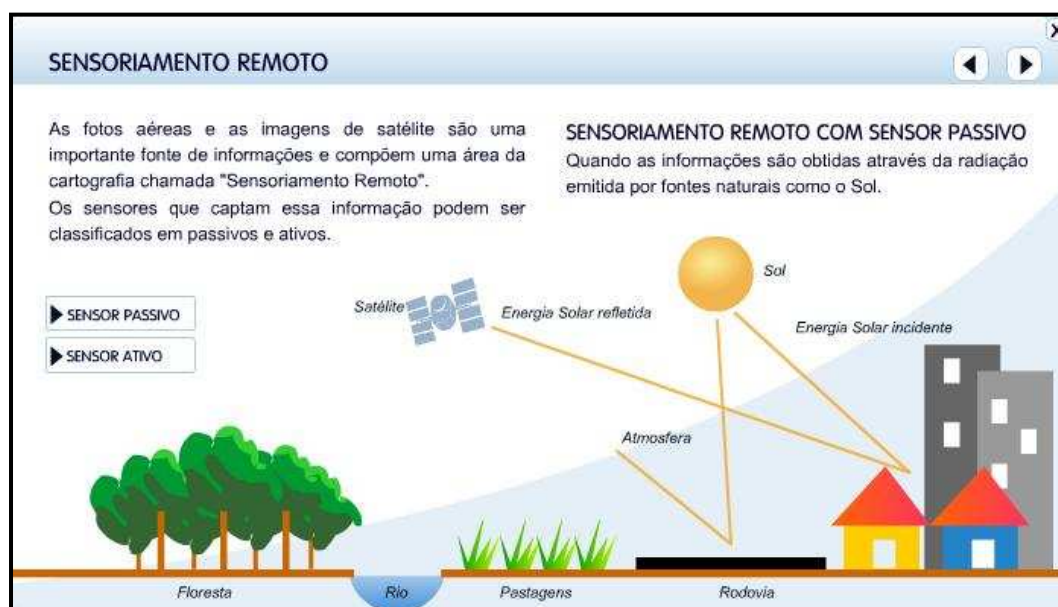 SENSORIAMENTO REMOTO
As fotos aéreas e as imagens de satélite são uma
importante fonte de informações e compõem uma área da
cartografia chamada "Sensoriamento Remoto".
Os sensores que captam essa informação podem ser
classificados em passivos e ativos.
SENSOR PASSIVO
SENSOR ATIVO
SENSORIAMENTO REMOTO COM SENSOR PASSIVO
Quando as informações são obtidas através da radiação
emitida por fontes naturais como o Sol.
Sol
Satélite
Energia Solar refletida
Energia Solar incidente
Atmosfera
Floresta
Rio
Pastagens
Rodovia